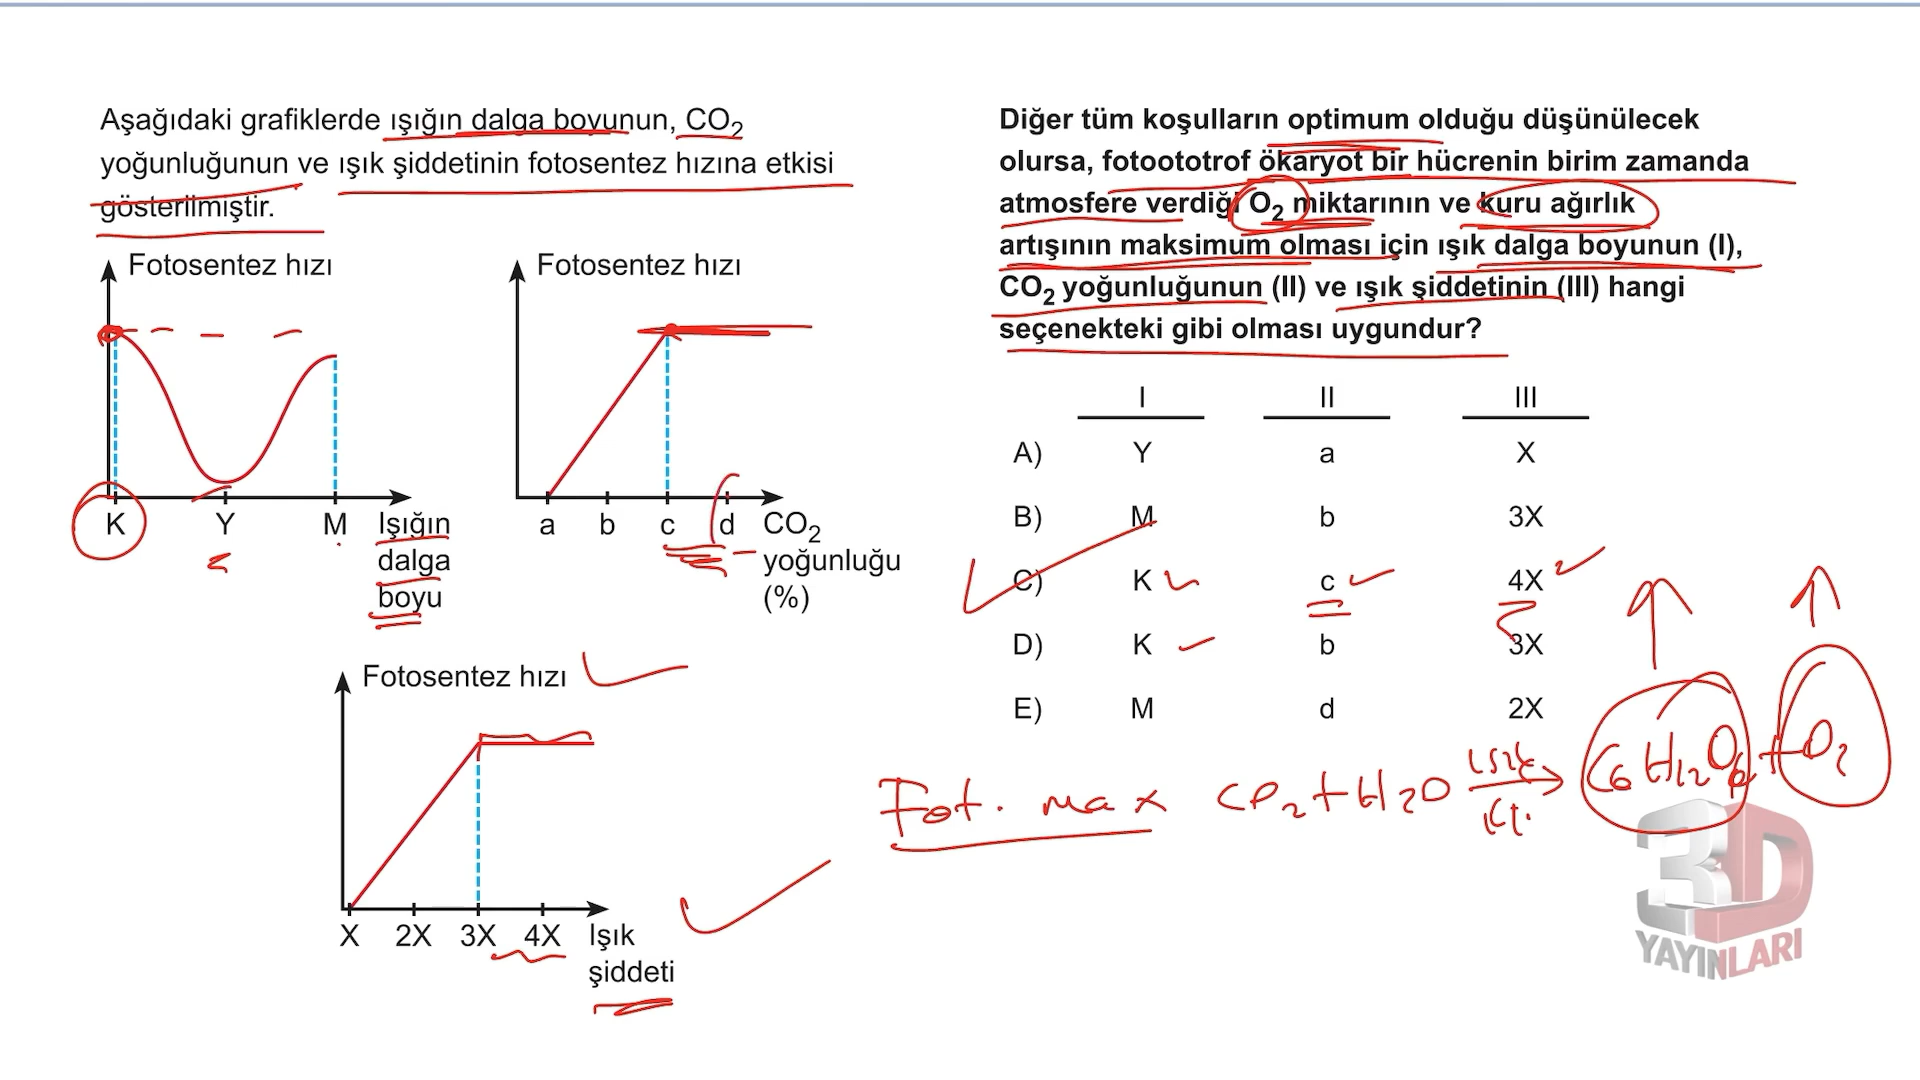 Aşağıdaki grafiklerde ışığın dalga boyunun, CO₂
yoğunluğunun ve ışık şiddetinin fotosentez hızına etkisi
gösterilmiştir.
Fotosentez hızı
K Y M Işığın
dalga
boyu
Fotosentez hızı
a b c d CO₂
yoğunluğu
(%)
Fotosentez hızı
X 2X 3X 4X Işık
şiddeti
Diğer tüm koşulların optimum olduğu düşünülecek
olursa, fotoototrof ökaryot bir hücrenin birim zamanda
atmosfere verdiği O₂ miktarının ve kuru ağırlık
artışının maksimum olması için ışık dalga boyunun (I),
CO₂ yoğunluğunun (II) ve ışık şiddetinin (III) hangi
seçenekteki gibi olması uygundur?
I II III
A) Y a X
B) M b 3X
C) K c 4X
D) K b 3X
E) M d 2X
Fot. max CO₂+H₂O ışık C₆H₁₂O₆+O₂
3D
YAYINLARI